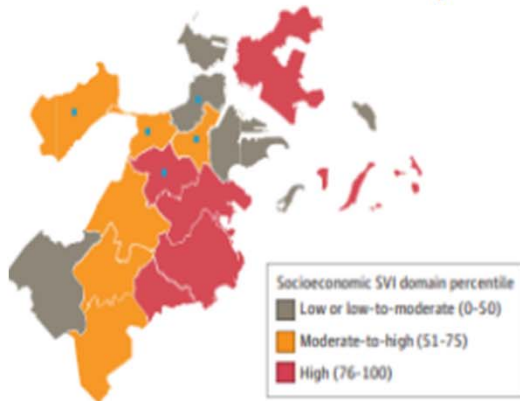 Socioeconomic SVI domain percentile
Low or low-to-moderate (0-50)
Moderate-to-high (51-75)
High (76-100)